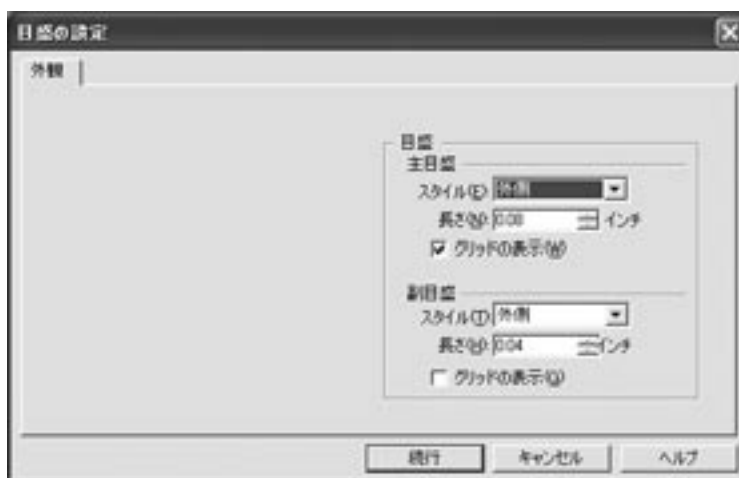 目盛の設定
外観
目盛
主目盛
スタイル(E) 外側
長さ(N) 0.08 インチ
グリッドの表示(W)
副目盛
スタイル(T) 外側
長さ(H) 0.04 インチ
グリッドの表示(G)
続行 キャンセル ヘルプ